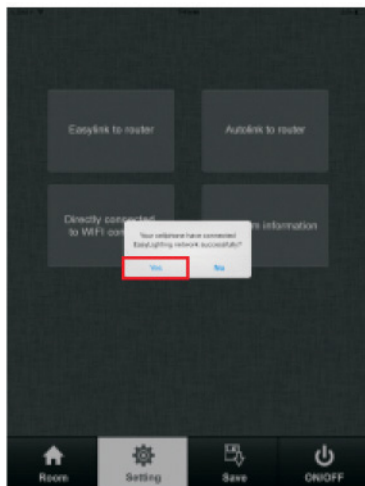 Easylink to router
Autolink to router
Directly connected
to WIFI
information
Your cellphone have connected
EasyLighting network successfully?
Yes
No
Room
Setting
Save
ON/OFF